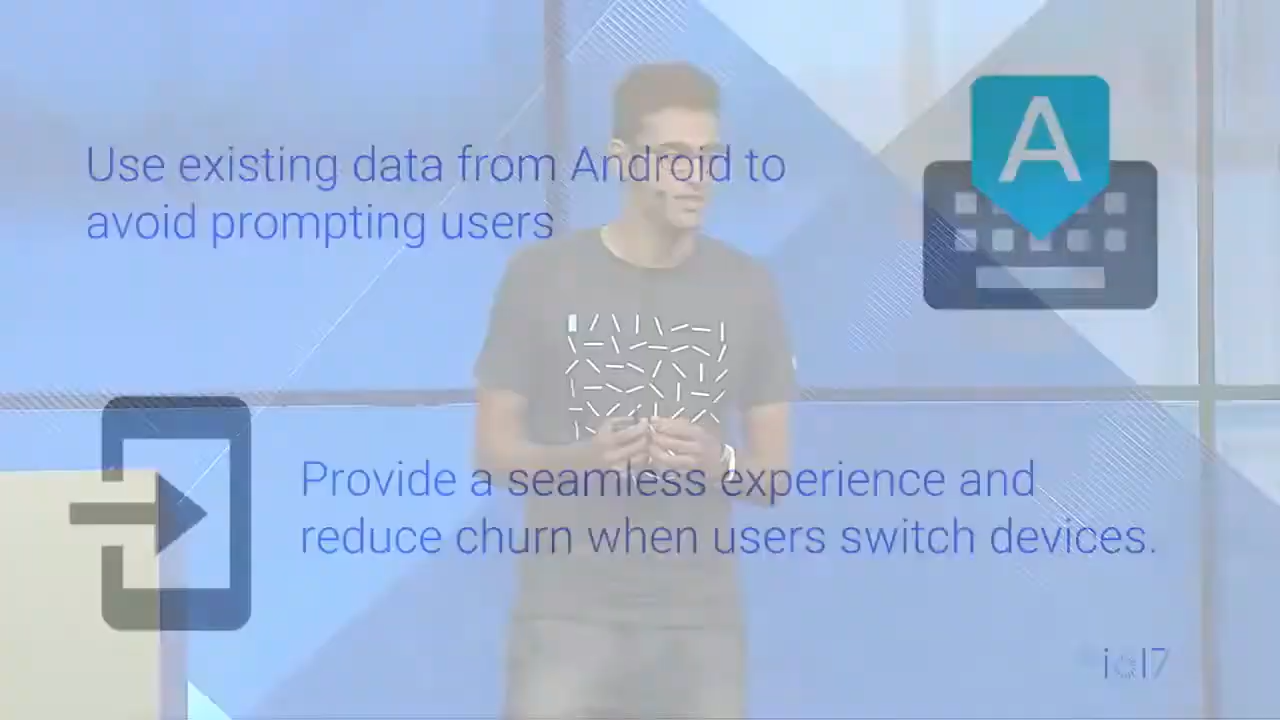 Use existing data from Android to
avoid prompting users
A
Provide a seamless experience and
reduce churn when users switch devices.
#io17